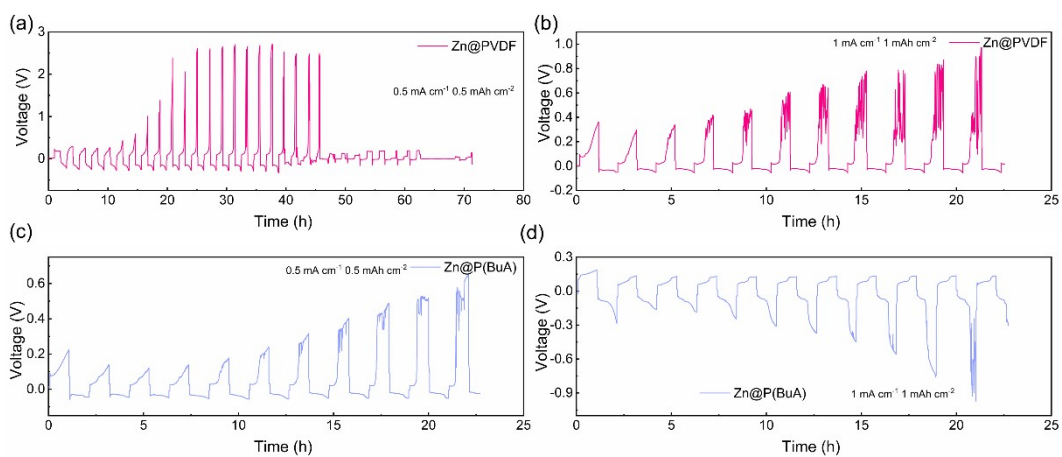 (a)
Zn@PVDF
0.5 mA cm⁻¹ 0.5 mAh cm⁻²
Voltage (V)
3
2
1
0
0 10 20 30 40 50 60 70 80
Time (h)
(b)
1 mA cm⁻¹ 1 mAh cm⁻² Zn@PVDF
Voltage (V)
1.0
0.8
0.6
0.4
0.2
0.0
-0.2
0 5 10 15 20 25
Time (h)
(c)
0.5 mA cm⁻¹ 0.5 mAh cm⁻² Zn@P(BuA)
Voltage (V)
0.6
0.4
0.2
0.0
0 5 10 15 20 25
Time (h)
(d)
Voltage (V)
0.0
-0.3
-0.6
-0.9
Zn@P(BuA) 1 mA cm⁻¹ 1 mAh cm⁻²
0 5 10 15 20 25
Time (h)